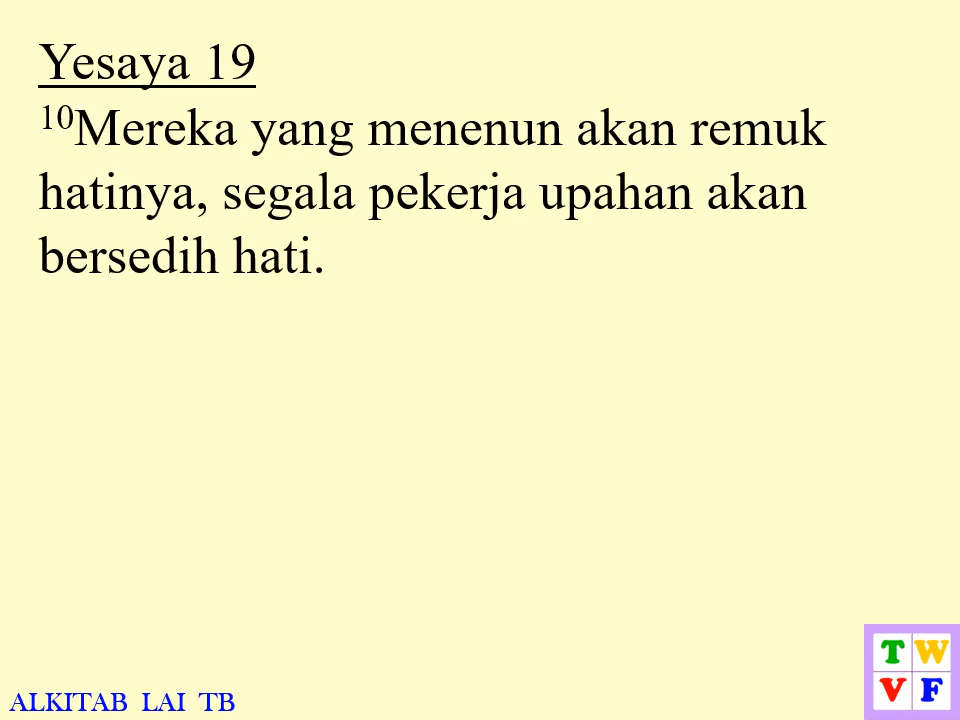 Yesaya 19
10Mereka yang menenun akan remuk
hatinya, segala pekerja upahan akan
bersedih hati.
ALKITAB LAI TB
T W
V F